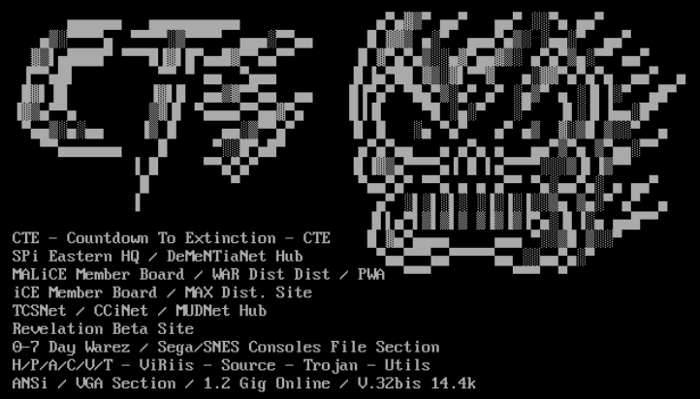 CTE
CTE - Countdown To Extinction - CTE
SPi Eastern HQ / DeMeNTiaNet Hub
MALiCE Member Board / WAR Dist Dist / PWA
iCE Member Board / MAX Dist. Site
TCSNet / CCiNet / MUDNet Hub
Revelation Beta Site
0-7 Day Warez / Sega/SNES Consoles File Section
H/P/A/C/V/T - ViRiis - Source - Trojan - Utils
ANSi / VGA Section / 1.2 Gig Online / V.32bis 14.4k